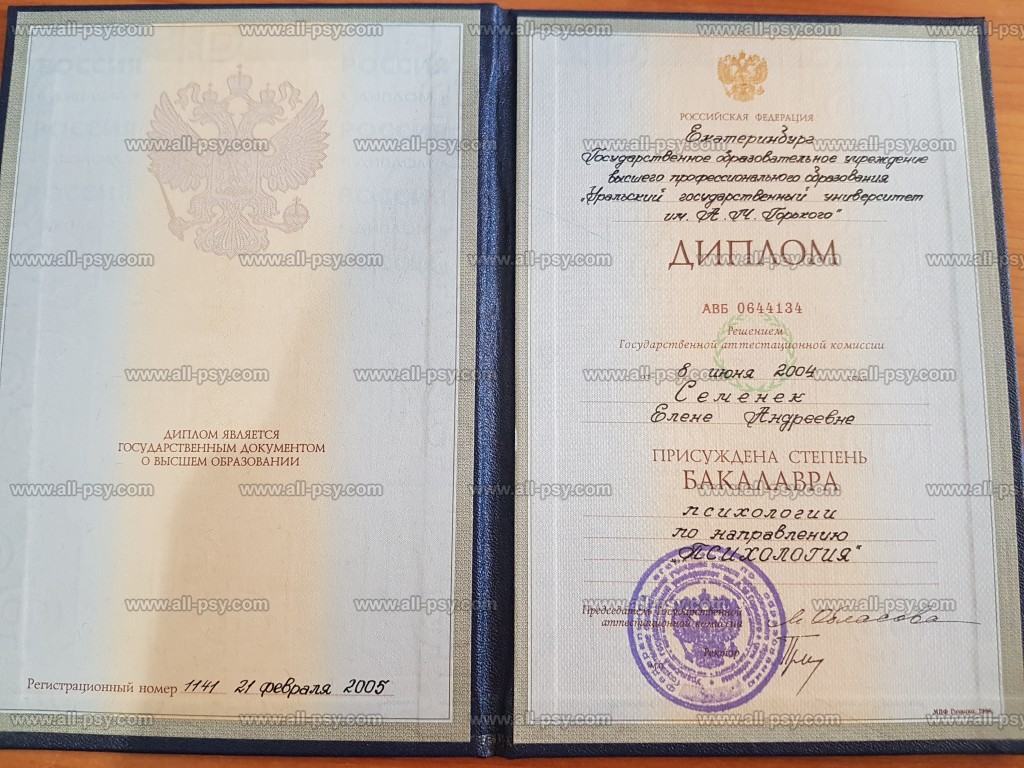 ДИПЛОМ ЯВЛЯЕТСЯ
ГОСУДАРСТВЕННЫМ ДОКУМЕНТОМ
О ВЫСШЕМ ОБРАЗОВАНИИ
Регистрационный номер 1141 21 февраля 2005
РОССИЙСКАЯ ФЕДЕРАЦИЯ
Екатеринбург
Государственное образовательное учреждение
высшего профессионального образования
„Уральский государственный университет
им. А. М. Горького"
ДИПЛОМ
АВБ 0644134
Решением
Государственной аттестационной комиссии
8 июня 2004
Семенек
Елене Андреевне
ПРИСУЖДЕНА СТЕПЕНЬ
БАКАЛАВРА
психологии
по направлению
„ПСИХОЛОГИЯ"
Председатель Государственной
аттестационной комиссии
Ректор
www.all-psy.com